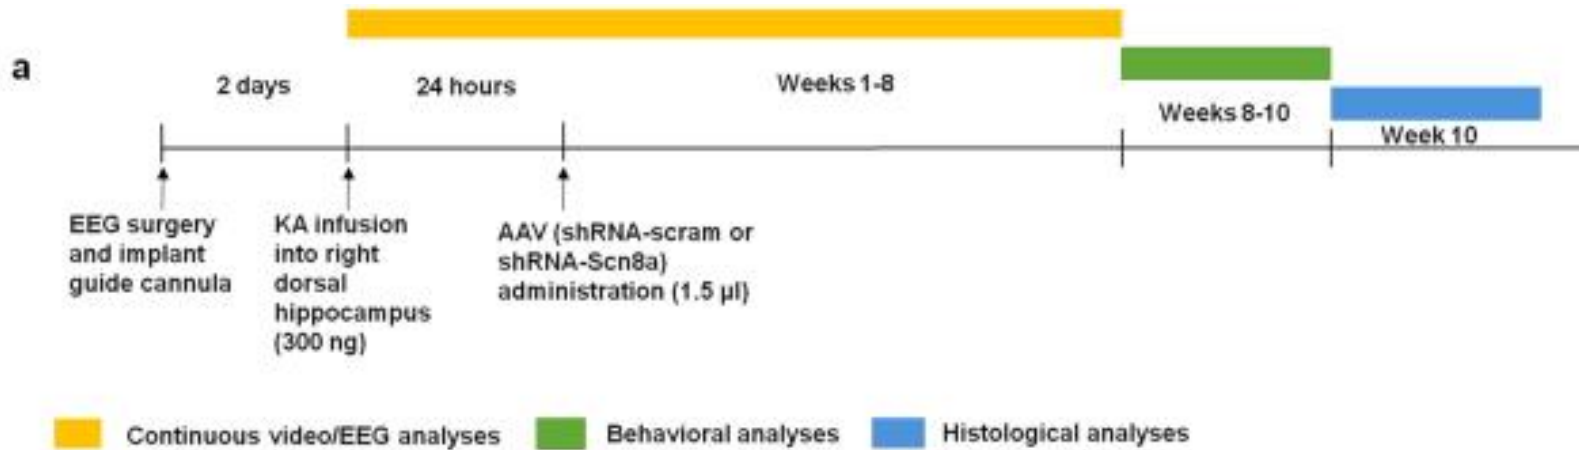 a
2 days
24 hours
Weeks 1-8
Weeks 8-10
Week 10
EEG surgery
and implant
guide cannula
KA infusion
into right
dorsal
hippocampus
(300 ng)
AAV (shRNA-scram or
shRNA-Scn8a)
administration (1.5 µl)
Continuous video/EEG analyses
Behavioral analyses
Histological analyses